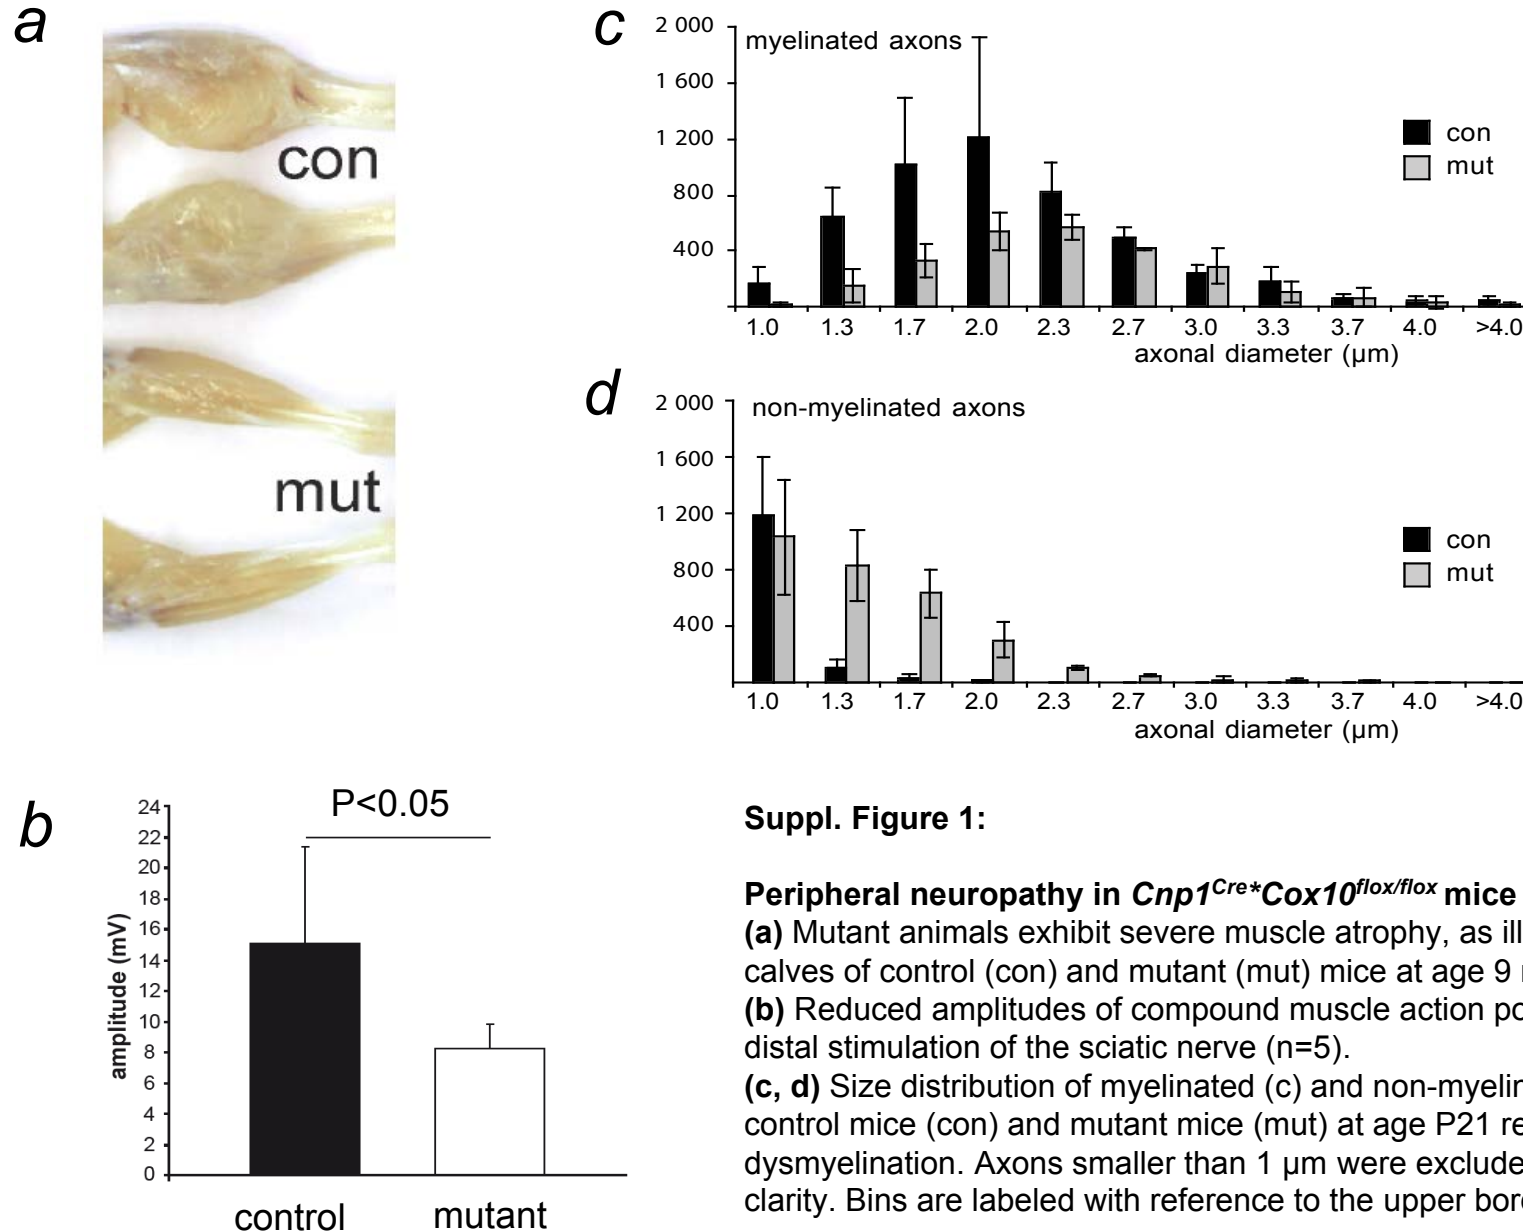 a
con
mut
b
P<0.05
amplitude (mV)
24
22
20
18
16
14
12
10
8
6
4
2
0
control mutant
c
myelinated axons
2 000
1 600
1 200
800
400
con
mut
1.0 1.3 1.7 2.0 2.3 2.7 3.0 3.3 3.7 4.0 >4.0
axonal diameter (µm)
d
non-myelinated axons
2 000
1 600
1 200
800
400
con
mut
1.0 1.3 1.7 2.0 2.3 2.7 3.0 3.3 3.7 4.0 >4.0
axonal diameter (µm)
Suppl. Figure 1:
Peripheral neuropathy in Cnp1Cre*Cox10flox/flox mice
(a) Mutant animals exhibit severe muscle atrophy, as
calves of control (con) and mutant (mut) mice at age 9
(b) Reduced amplitudes of compound muscle action
distal stimulation of the sciatic nerve (n=5).
(c, d) Size distribution of myelinated (c) and
control mice (con) and mutant mice (mut) at age P21
dysmyelination. Axons smaller than 1 µm were
clarity. Bins are labeled with reference to the upper